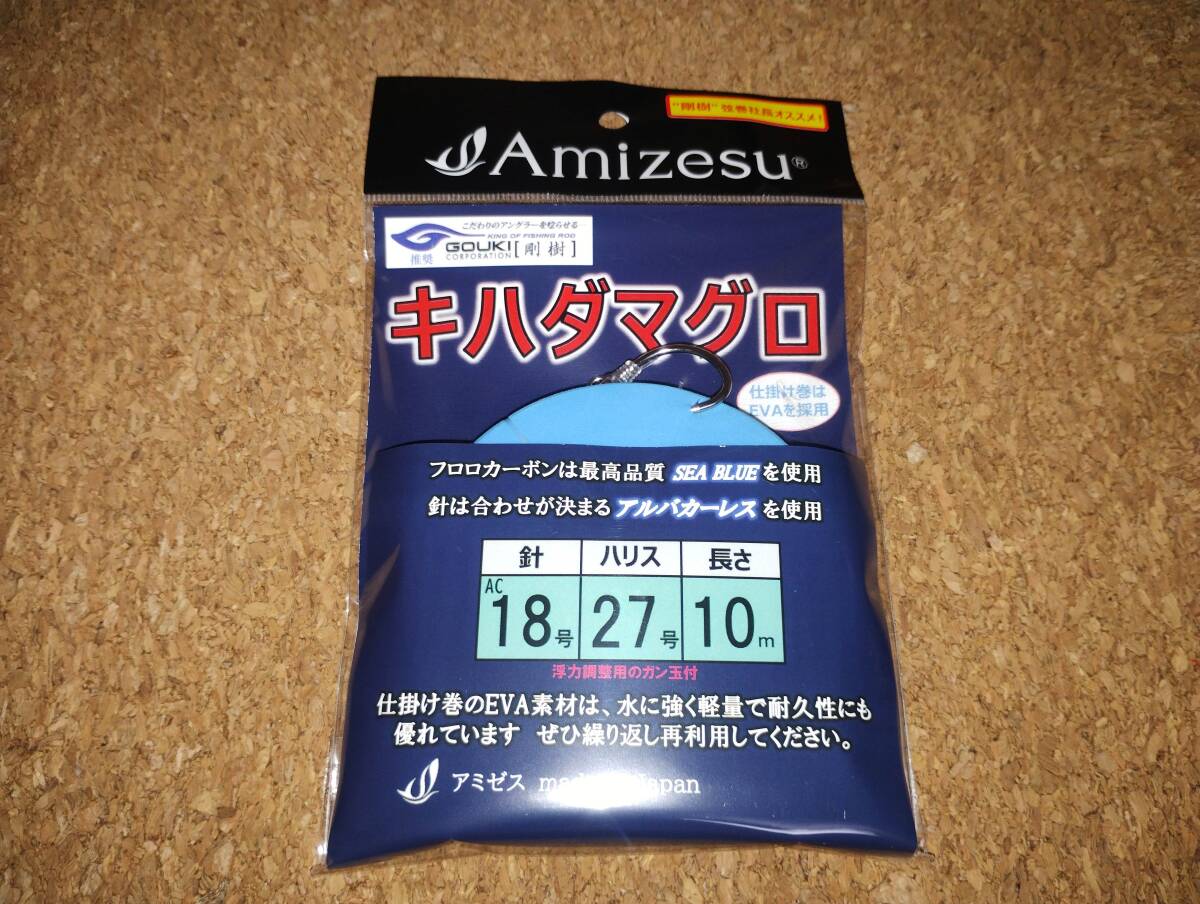 "剛樹" 弦巻社長オススメ!
Amizesu®
こだわりのアングラーを唸らせる
KING OF FISHING ROD
GOUKI [剛樹]
CORPORATION
推奨
キハダマグロ
仕掛け巻は
EVAを採用
フロロカーボンは最高品質 SEA BLUE を使用
針は合わせが決まる アルバカーレス を使用
針 ハリス 長さ
AC
18号 27号 10m
浮力調整用のガン玉付
仕掛け巻のEVA素材は、水に強く軽量で耐久性にも
優れています ぜひ繰り返し再利用してください。
アミゼス made Japan